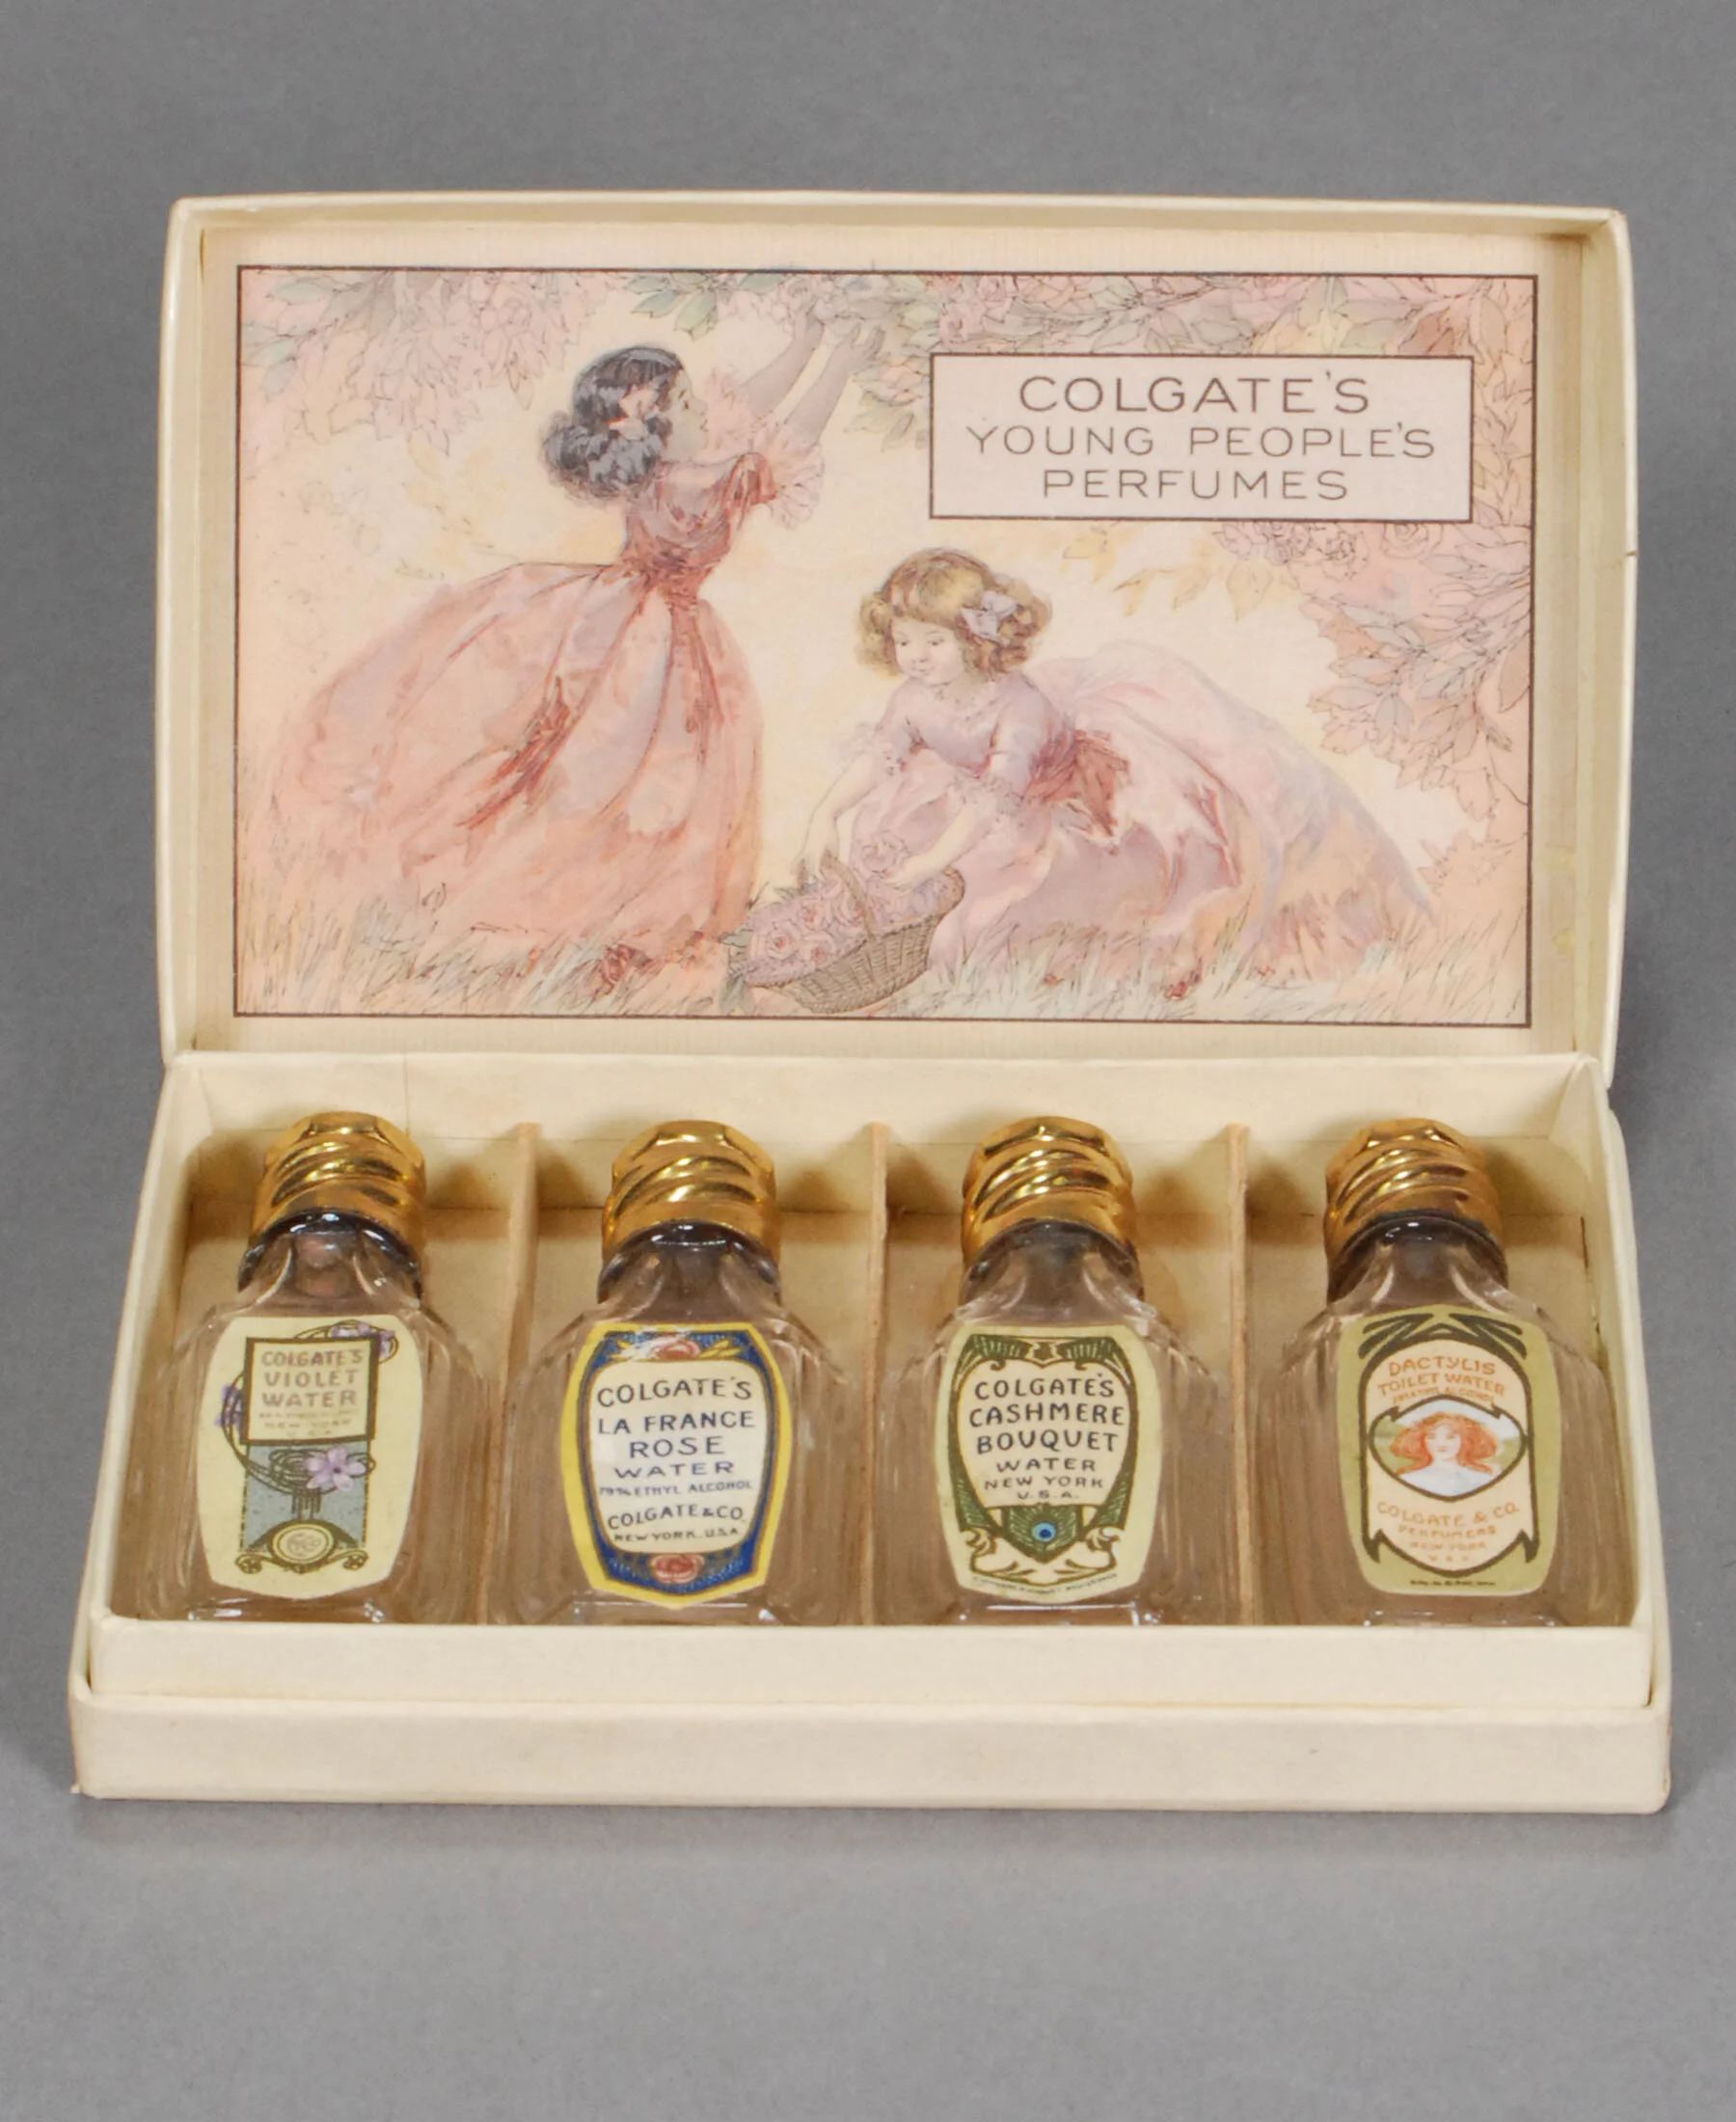 COLGATE'S
YOUNG PEOPLE'S
PERFUMES
COLGATE'S
VIOLET
WATER
NEW YORK
COLGATE'S
LA FRANCE
ROSE
WATER
79% ETHYL ALCOHOL
COLGATE & CO.
NEW YORK. U.S.A.
COLGATE'S
CASHMERE
BOUQUET
WATER
NEW YORK
U.S.A.
DACTYLIS
TOILET WATER
ALCOHOL
COLGATE & CO.
PERFUMERS
NEW YORK
U.S.A.